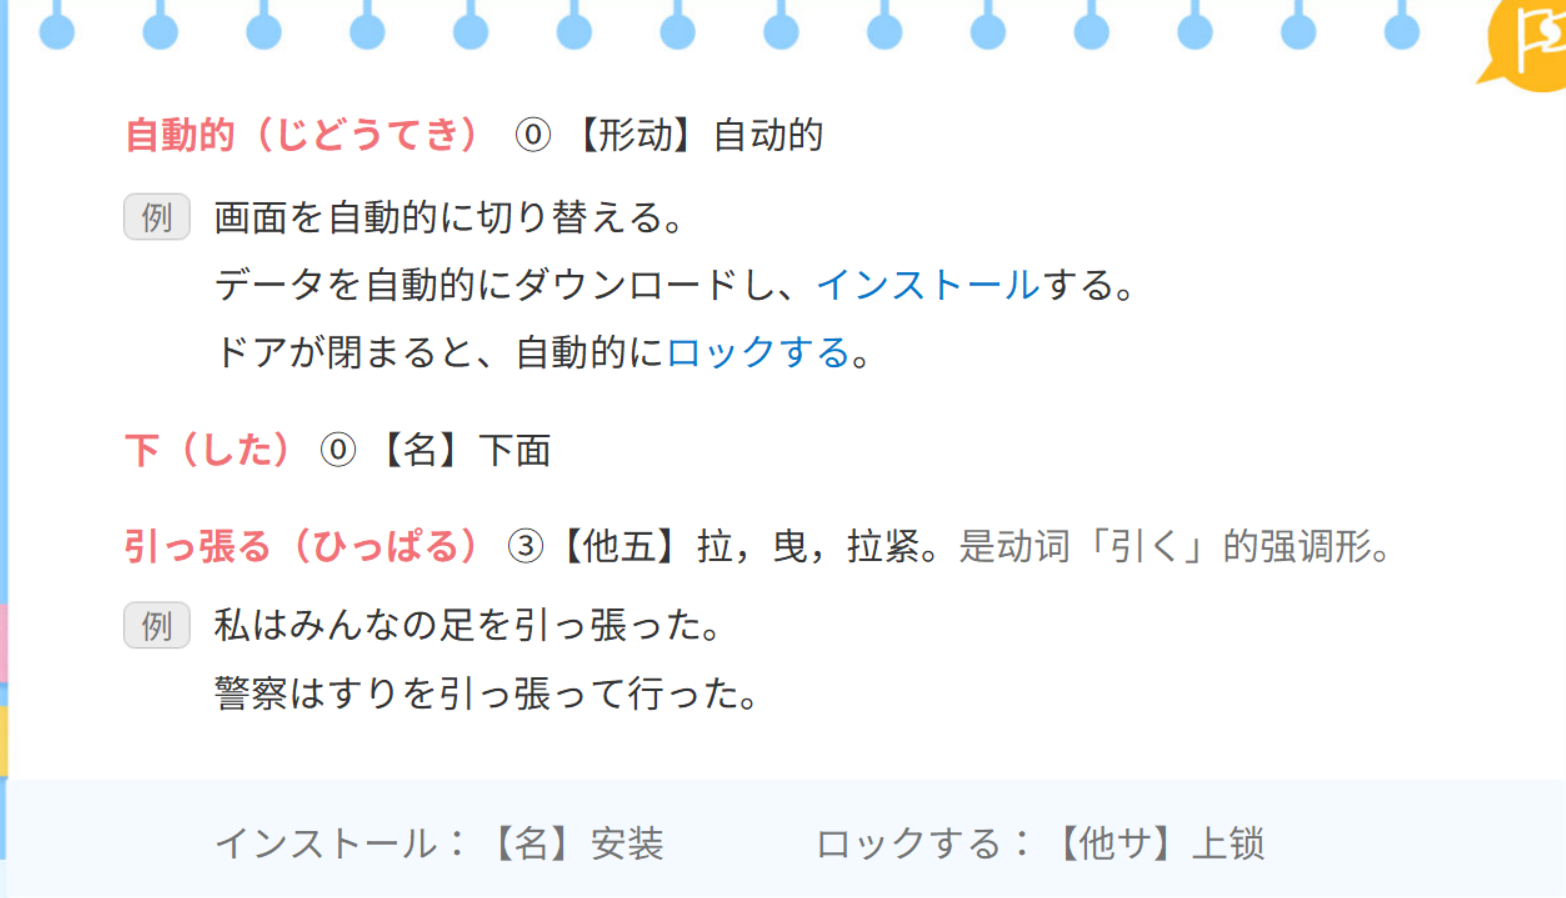 自動的（じどうてき） ⓪ 【形动】自动的
例 画面を自動的に切り替える。
データを自動的にダウンロードし、インストールする。
ドアが閉まると、自動的にロックする。
下（した） ⓪ 【名】下面
引っ張る（ひっぱる） ③【他五】拉，曳，拉紧。是动词「引く」的强调形。
例 私はみんなの足を引っ張った。
警察はすりを引っ張って行った。
インストール：【名】安装 ロックする：【他サ】上锁